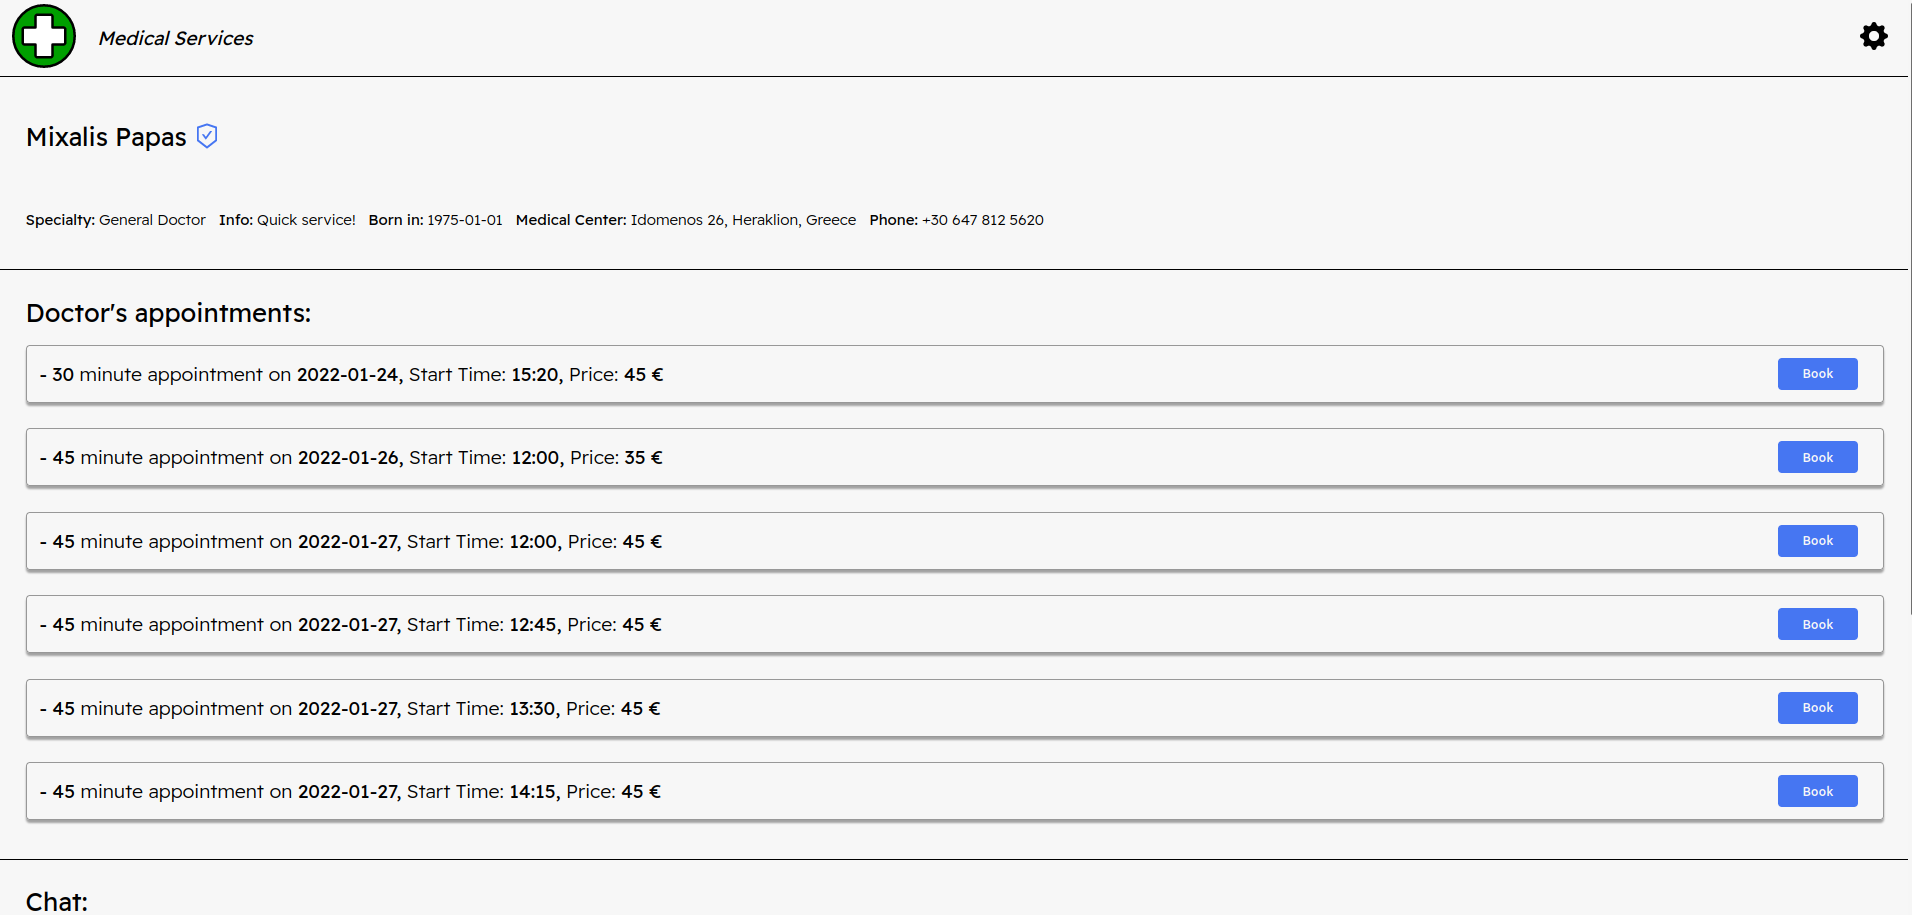 Medical Services
Mixalis Papas
Specialty: General Doctor Info: Quick service! Born in: 1975-01-01 Medical Center: Idomenos 26, Heraklion, Greece Phone: +30 647 812 5620
Doctor's appointments:
- 30 minute appointment on 2022-01-24, Start Time: 15:20, Price: 45 € Book
- 45 minute appointment on 2022-01-26, Start Time: 12:00, Price: 35 € Book
- 45 minute appointment on 2022-01-27, Start Time: 12:00, Price: 45 € Book
- 45 minute appointment on 2022-01-27, Start Time: 12:45, Price: 45 € Book
- 45 minute appointment on 2022-01-27, Start Time: 13:30, Price: 45 € Book
- 45 minute appointment on 2022-01-27, Start Time: 14:15, Price: 45 € Book
Chat: